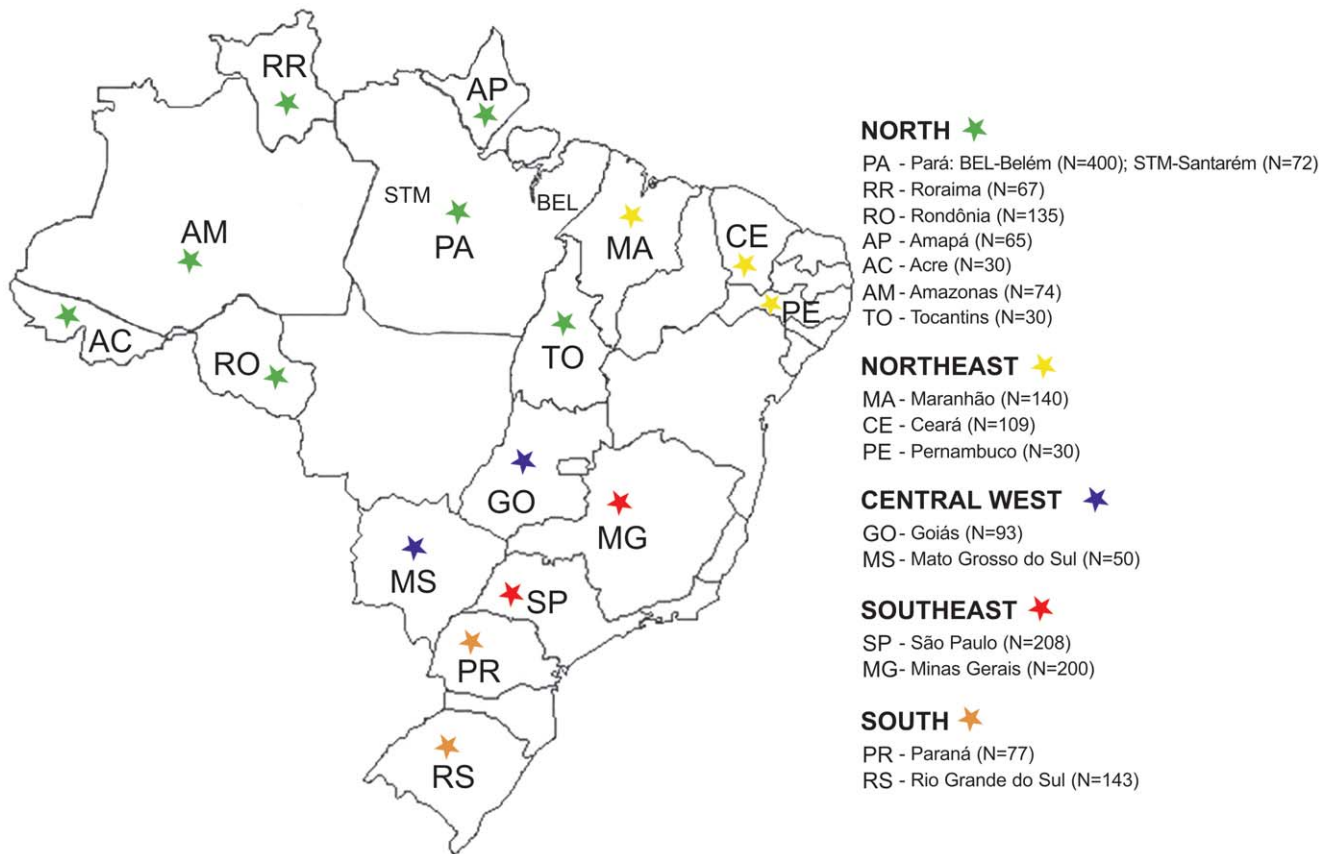 RR
AP
STM
BEL
PA
AM
MA
CE
PE
AC
RO
TO
GO
MG
MS
SP
PR
RS
NORTH
PA - Pará: BEL-Belém (N=400); STM-Santarém (N=72)
RR - Roraima (N=67)
RO - Rondônia (N=135)
AP - Amapá (N=65)
AC - Acre (N=30)
AM - Amazonas (N=74)
TO - Tocantins (N=30)
NORTHEAST
MA - Maranhão (N=140)
CE - Ceará (N=109)
PE - Pernambuco (N=30)
CENTRAL WEST
GO - Goiás (N=93)
MS - Mato Grosso do Sul (N=50)
SOUTHEAST
SP - São Paulo (N=208)
MG- Minas Gerais (N=200)
SOUTH
PR - Paraná (N=77)
RS - Rio Grande do Sul (N=143)